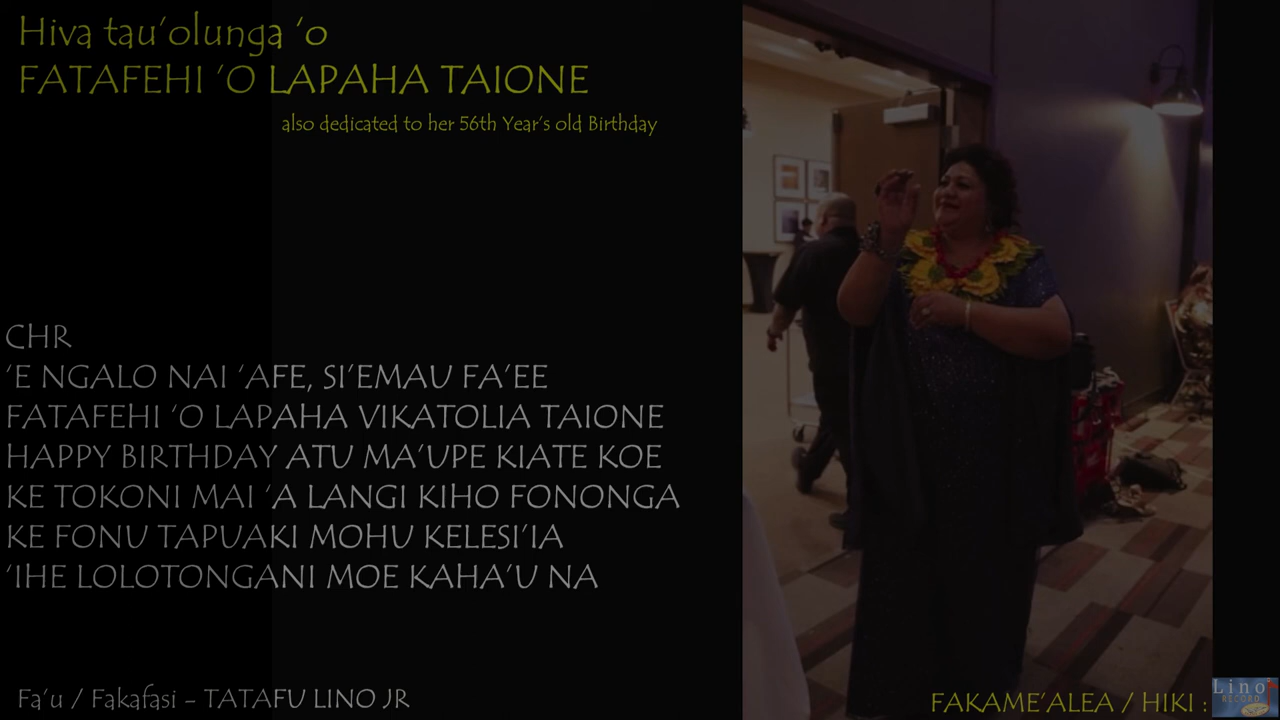 Hiva tau’olunga ‘o
FATAFEHI ‘O LAPAHA TAIONE
also dedicated to her 56th Year’s old Birthday
CHR
‘E NGALO NAI ‘AFE, SI’EMAU FA’EE
FATAFEHI ‘O LAPAHA VIKATOLIA TAIONE
HAPPY BIRTHDAY ATU MA’UPE KIATE KOE
KE TOKONI MAI ‘A LANGI KIHO FONONGA
KE FONU TAPUAKI MOHU KELESI’IA
‘IHE LOLOTONGANI MOE KAHA’U NA
Fa’u / Fakafasi – TATAFU LINO JR
FAKAME’ALEA / HIKI :
Lino
RECORD